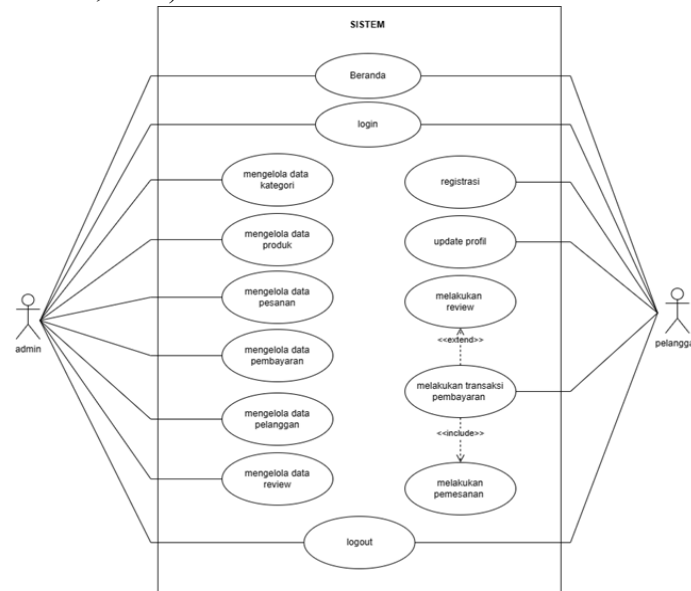 SISTEM
Beranda
login
mengelola data
kategori
registrasi
mengelola data
produk
update profil
mengelola data
pesanan
melakukan
review
<<extend>>
admin
pelangga
mengelola data
pembayaran
melakukan transaksi
pembayaran
mengelola data
pelanggan
<<include>>
mengelola data
review
melakukan
pemesanan
logout